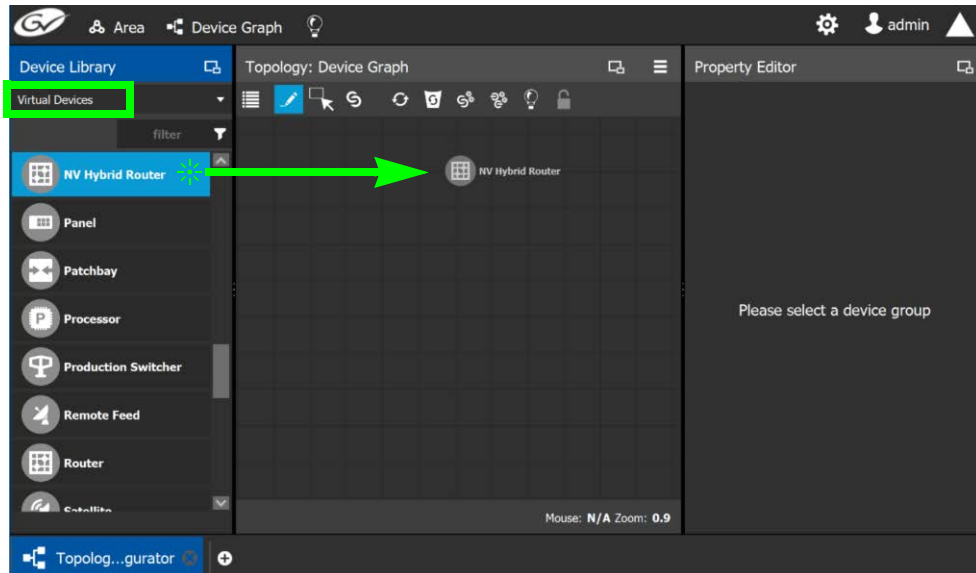 GV Area Device Graph admin
Device Library
Topology: Device Graph
Property Editor
Virtual Devices
filter
NV Hybrid Router
NV Hybrid Router
Panel
Patchbay
Processor
Please select a device group
Production Switcher
Remote Feed
Router
Satellite
Mouse: N/A Zoom: 0.9
Topolog...gurator